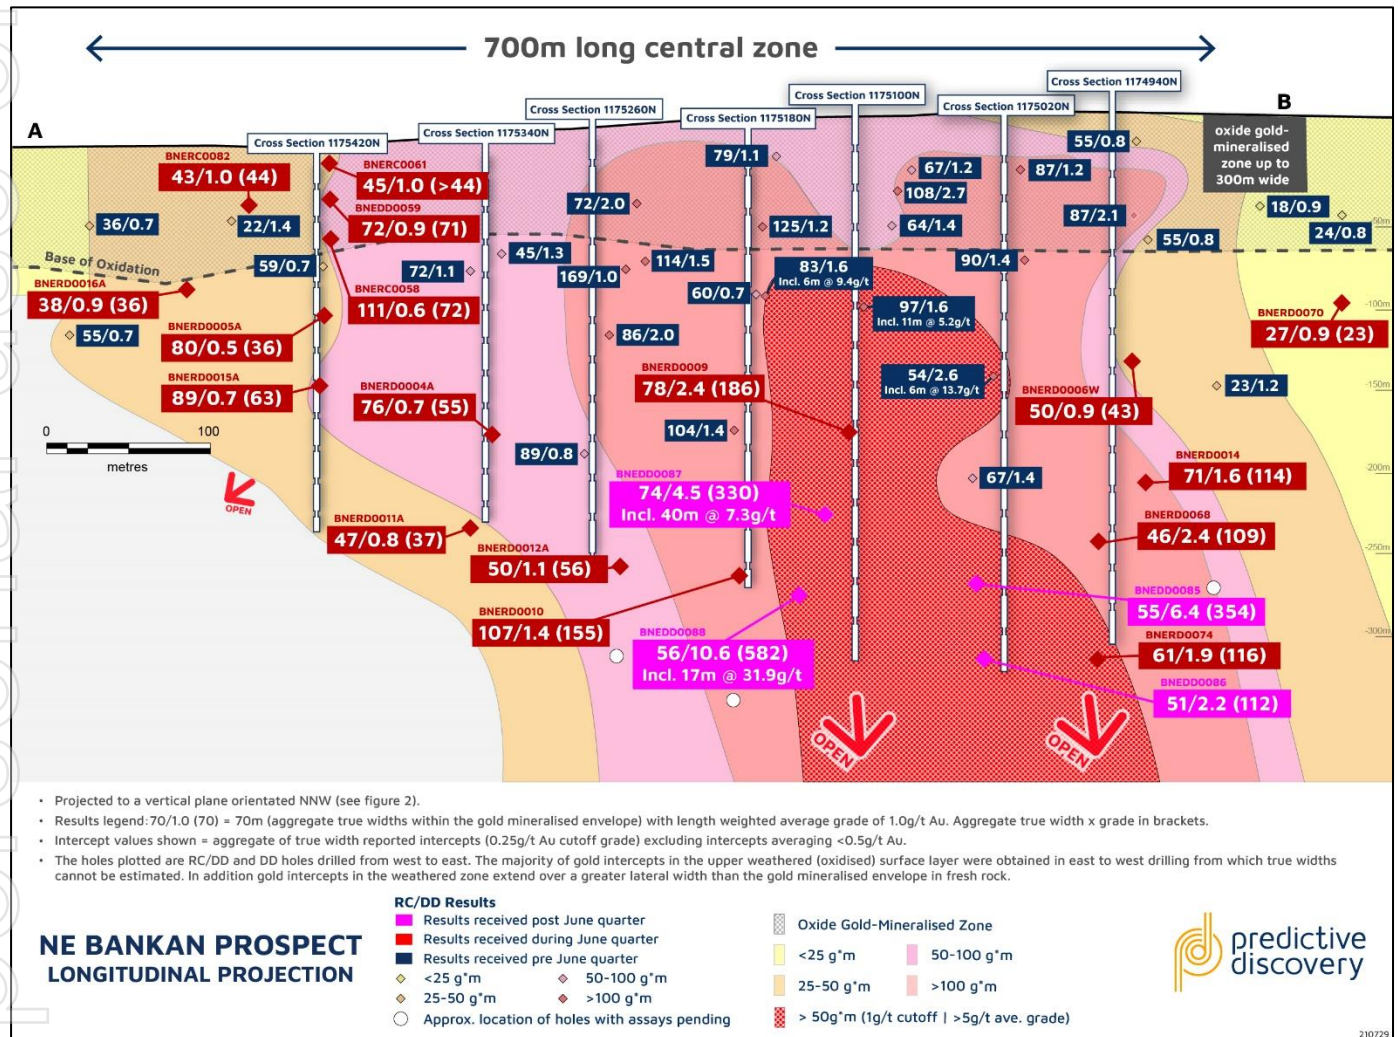 700m long central zone
A
B
Cross Section 1175420N
Cross Section 1175340N
Cross Section 1175260N
Cross Section 1175180N
Cross Section 1175100N
Cross Section 1175020N
Cross Section 1174940N
oxide gold-
mineralised
zone up to
300m wide
BNERC0082
43/1.0 (44)
BNERC0061
45/1.0 (>44)
BNEDD0059
72/0.9 (71)
BNERC0058
111/0.6 (72)
36/0.7
22/1.4
59/0.7
Base of Oxidation
BNERD0016A
38/0.9 (36)
55/0.7
BNERD0005A
80/0.5 (36)
BNERD0015A
89/0.7 (63)
72/1.1
45/1.3
BNERD0004A
76/0.7 (55)
72/2.0
169/1.0
114/1.5
86/2.0
89/0.8
79/1.1
125/1.2
60/0.7
83/1.6
Incl. 6m @ 9.4g/t
97/1.6
Incl. 11m @ 5.2g/t
54/2.6
Incl. 6m @ 13.7g/t
67/1.2
108/2.7
64/1.4
87/1.2
90/1.4
55/0.8
87/2.1
55/0.8
18/0.9
24/0.8
-50m
-100m
-150m
-200m
-250m
-300m
BNERD0070
27/0.9 (23)
23/1.2
BNERD0006W
50/0.9 (43)
BNERD0009
78/2.4 (186)
104/1.4
67/1.4
BNERD0014
71/1.6 (114)
BNERD0068
46/2.4 (109)
0
100
metres
OPEN
BNEDD0087
74/4.5 (330)
Incl. 40m @ 7.3g/t
BNERD0011A
47/0.8 (37)
BNERD0012A
50/1.1 (56)
BNERD0010
107/1.4 (155)
BNEDD0088
56/10.6 (582)
Incl. 17m @ 31.9g/t
BNEDD0085
55/6.4 (354)
BNERD0074
61/1.9 (116)
BNEDD0086
51/2.2 (112)
OPEN
OPEN
• Projected to a vertical plane orientated NNW (see figure 2).
• Results legend:70/1.0 (70) = 70m (aggregate true widths within the gold mineralised envelope) with length weighted average grade of 1.0g/t Au. Aggregate true width x grade in brackets.
• Intercept values shown = aggregate of true width reported intercepts (0.25g/t Au cutoff grade) excluding intercepts averaging <0.5g/t Au.
• The holes plotted are RC/DD and DD holes drilled from west to east. The majority of gold intercepts in the upper weathered (oxidised) surface layer were obtained in east to west drilling from which true widths
cannot be estimated. In addition gold intercepts in the weathered zone extend over a greater lateral width than the gold mineralised envelope in fresh rock.
NE BANKAN PROSPECT
LONGITUDINAL PROJECTION
RC/DD Results
Results received post June quarter
Results received during June quarter
Results received pre June quarter
<25 g*m
50-100 g*m
25-50 g*m
>100 g*m
Approx. location of holes with assays pending
Oxide Gold-Mineralised Zone
<25 g*m
50-100 g*m
25-50 g*m
>100 g*m
> 50g*m (1g/t cutoff | >5g/t ave. grade)
predictive
discovery
210729